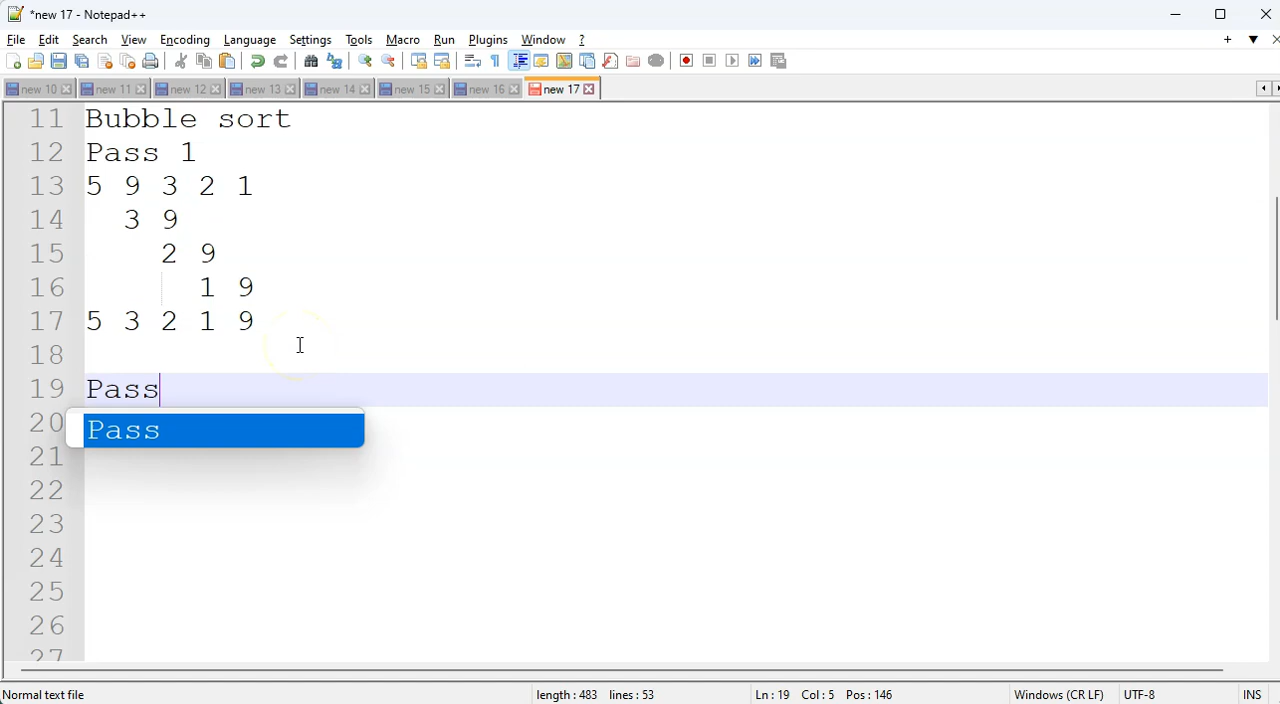 *new 17 - Notepad++
File Edit Search View Encoding Language Settings Tools Macro Run Plugins Window ?
new 10 new 11 new 12 new 13 new 14 new 15 new 16 new 17
11 Bubble sort
12 Pass 1
13 5 9 3 2 1
14 3 9
15 2 9
16 1 9
17 5 3 2 1 9
18
19 Pass
20 Pass
21
22
23
24
25
26
27
Normal text file length : 483 lines : 53 Ln : 19 Col : 5 Pos : 146 Windows (CR LF) UTF-8 INS